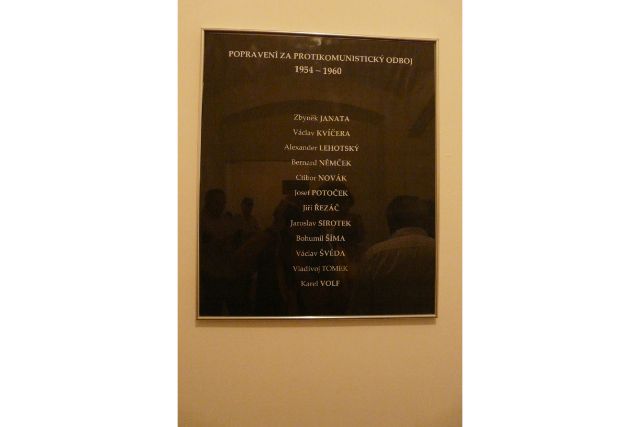 POPRAVENÍ ZA PROTIKOMUNISTICKÝ ODBOJ
1954 – 1960
Zbyněk JANATA
Václav KVÍČERA
Alexander LEHOTSKÝ
Bernard NĚMČEK
Ctibor NOVÁK
Josef POTOČEK
Jiří ŘEZÁČ
Jaroslav SIROTEK
Bohumil ŠÍMA
Václav ŠVÉDA
Vladivoj TOMEK
Karel VOLF